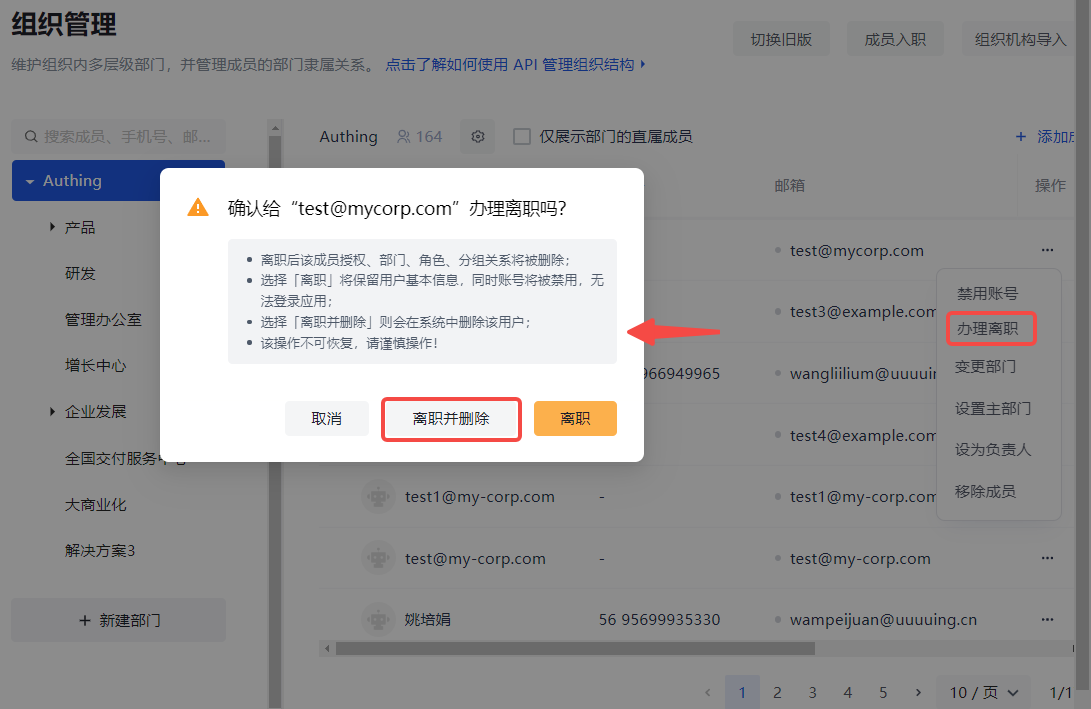 组织管理
切换旧版
成员入职
组织机构导入
维护组织内多层级部门，并管理成员的部门隶属关系。 点击了解如何使用 API 管理组织结构
搜索成员、手机号、邮...
Authing 164
仅展示部门的直属成员
+ 添加成
Authing
产品
研发
管理办公室
增长中心
企业发展
全国交付服务中心
大商业化
解决方案3
+ 新建部门
邮箱
操作
确认给“test@mycorp.com”办理离职吗？
离职后该成员授权、部门、角色、分组关系将被删除；
选择「离职」将保留用户基本信息，同时账号将被禁用，无
法登录应用；
选择「离职并删除」则会在系统中删除该用户；
该操作不可恢复，请谨慎操作！
取消
离职并删除
离职
test@mycorp.com ...
test3@example.com
966949965 wangliilium@uuuuin
test4@example.com
test1@my-corp.com - test1@my-corp.com
test@my-corp.com - test@my-corp.com ...
姚培娟 56 95699935330 wampeijuan@uuuuing.cn ...
禁用账号
办理离职
变更部门
设置主部门
设为负责人
移除成员
‹ 1 2 3 4 5 › 10 / 页 1/1